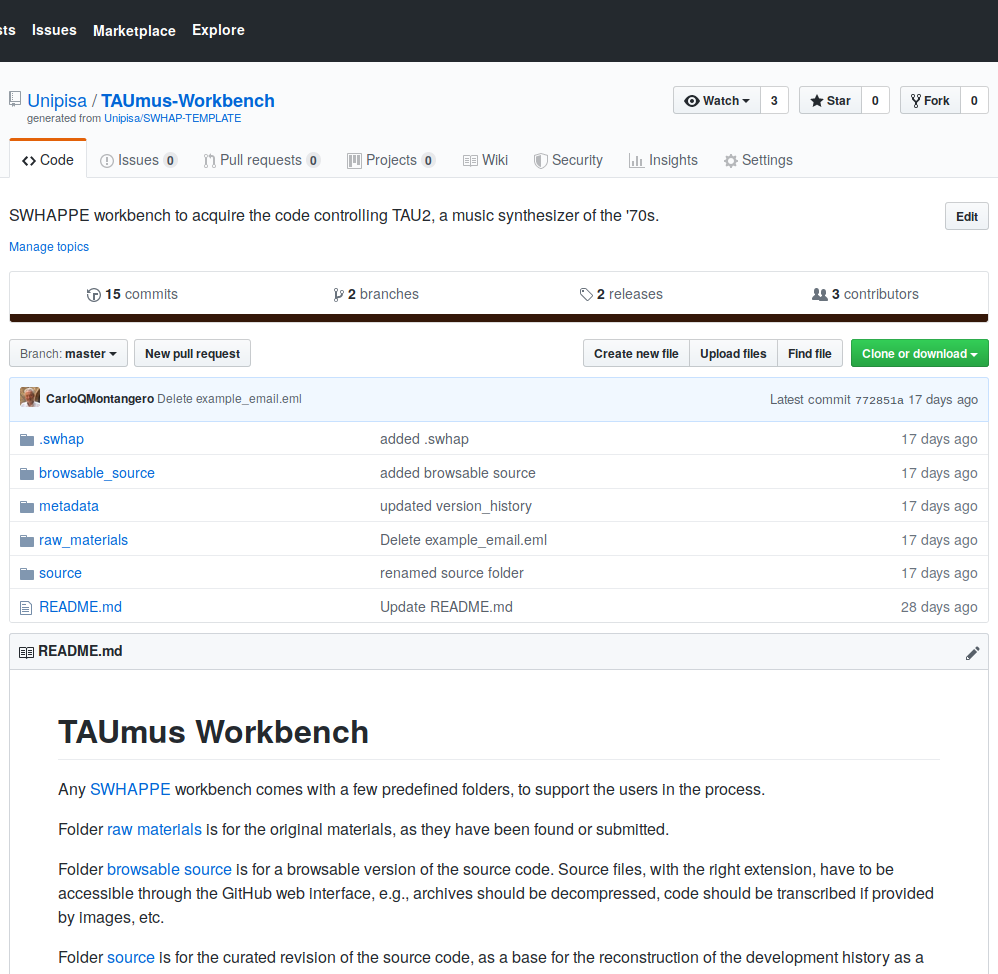 sts Issues Marketplace Explore
Unipisa / TAUmus-Workbench
Watch 3 Star 0 Fork 0
generated from Unipisa/SWHAP-TEMPLATE
Code Issues 0 Pull requests 0 Projects 0 Wiki Security Insights Settings
SWHAPPE workbench to acquire the code controlling TAU2, a music synthesizer of the '70s.
Edit
Manage topics
15 commits 2 branches 2 releases 3 contributors
Branch: master New pull request Create new file Upload files Find file Clone or download
CarloQMontangero Delete example_email.eml Latest commit 772851a 17 days ago
.swhap added .swhap 17 days ago
browsable_source added browsable source 17 days ago
metadata updated version_history 17 days ago
raw_materials Delete example_email.eml 17 days ago
source renamed source folder 17 days ago
README.md Update README.md 28 days ago
README.md
TAUmus Workbench
Any SWHAPPE workbench comes with a few predefined folders, to support the users in the process.
Folder raw materials is for the original materials, as they have been found or submitted.
Folder browsable source is for a browsable version of the source code. Source files, with the right extension, have to be
accessible through the GitHub web interface, e.g., archives should be decompressed, code should be transcribed if provided
by images, etc.
Folder source is for the curated revision of the source code, as a base for the reconstruction of the development history as a